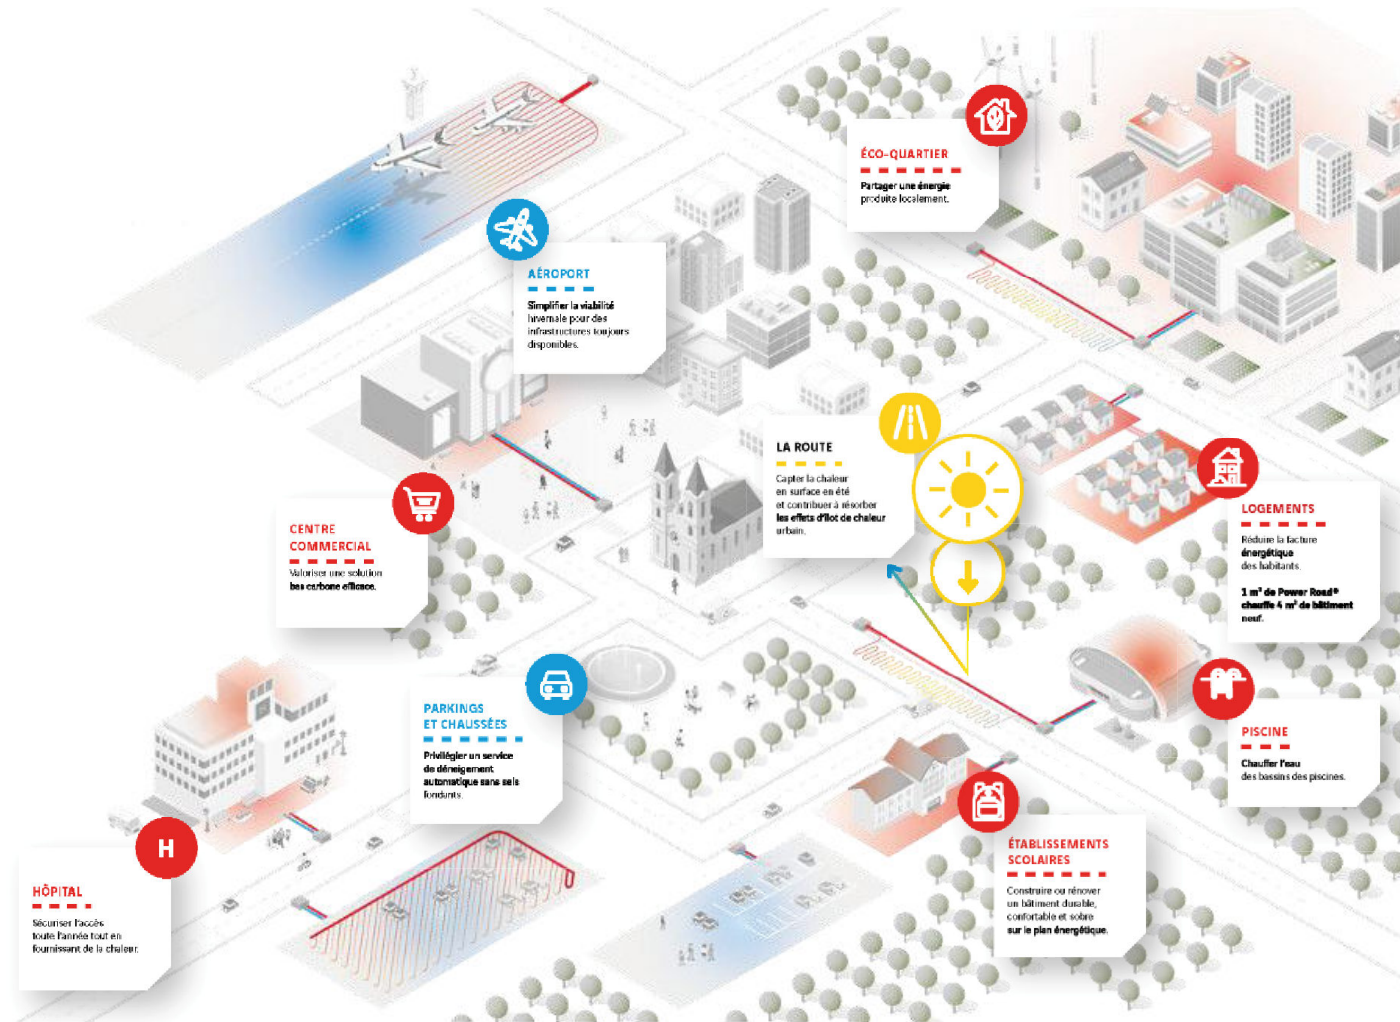 ÉCO-QUARTIER
Partager une énergie
produite localement.
AÉROPORT
Simplifier la viabilité
hivernale pour des
infrastructures toujours
disponibles.
LA ROUTE
Capter la chaleur
en surface en été
et contribuer à résorber
les effets d'îlot de chaleur
urbain.
LOGEMENTS
Réduire la facture
énergétique
des habitants.
1 m² de Power Road®
chauffe 4 m² de bâtiment
neuf.
CENTRE
COMMERCIAL
Valoriser une solution
bas carbone efficace.
PARKINGS
ET CHAUSSÉES
Privilégier un service
de déneigement
automatique sans sels
fondants.
PISCINE
Chauffer l'eau
des bassins des piscines.
H
HÔPITAL
Sécuriser l'accès
toute l'année tout en
fournissant de la chaleur.
ÉTABLISSEMENTS
SCOLAIRES
Construire ou rénover
un bâtiment durable,
confortable et sobre
sur le plan énergétique.